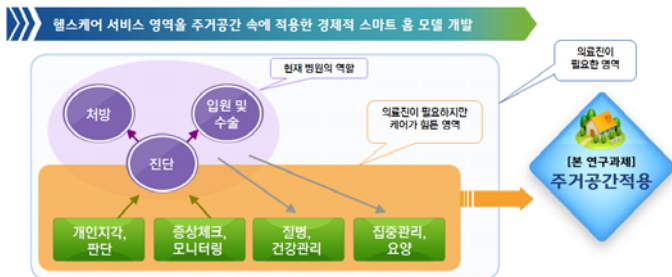 헬스케어 서비스 영역을 주거공간 속에 적용한 경제적 스마트 홈 모델 개발
현재 병원의 역할
의료진이
필요한 영역
처방
입원 및
수술
의료진이 필요하지만
케어가 힘든 영역
진단
[본 연구과제]
주거공간적용
개인지각,
판단
증상체크,
모니터링
질병,
건강관리
집중관리,
요양